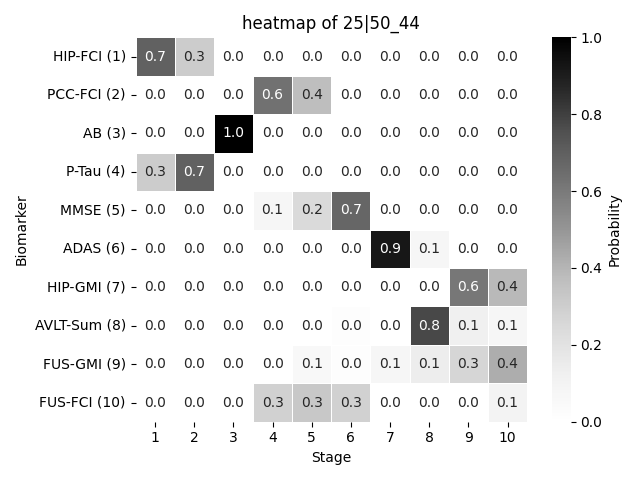 heatmap of 25|50_44
HIP-FCI (1) 0.7 0.3 0.0 0.0 0.0 0.0 0.0 0.0 0.0 0.0
PCC-FCI (2) 0.0 0.0 0.0 0.6 0.4 0.0 0.0 0.0 0.0 0.0
AB (3) 0.0 0.0 1.0 0.0 0.0 0.0 0.0 0.0 0.0 0.0
P-Tau (4) 0.3 0.7 0.0 0.0 0.0 0.0 0.0 0.0 0.0 0.0
MMSE (5) 0.0 0.0 0.0 0.1 0.2 0.7 0.0 0.0 0.0 0.0
ADAS (6) 0.0 0.0 0.0 0.0 0.0 0.0 0.9 0.1 0.0 0.0
HIP-GMI (7) 0.0 0.0 0.0 0.0 0.0 0.0 0.0 0.0 0.6 0.4
AVLT-Sum (8) 0.0 0.0 0.0 0.0 0.0 0.0 0.0 0.8 0.1 0.1
FUS-GMI (9) 0.0 0.0 0.0 0.0 0.1 0.0 0.1 0.1 0.3 0.4
FUS-FCI (10) 0.0 0.0 0.0 0.3 0.3 0.3 0.0 0.0 0.0 0.1
1 2 3 4 5 6 7 8 9 10
Stage
Biomarker
1.0
0.8
0.6
0.4
0.2
0.0
Probability